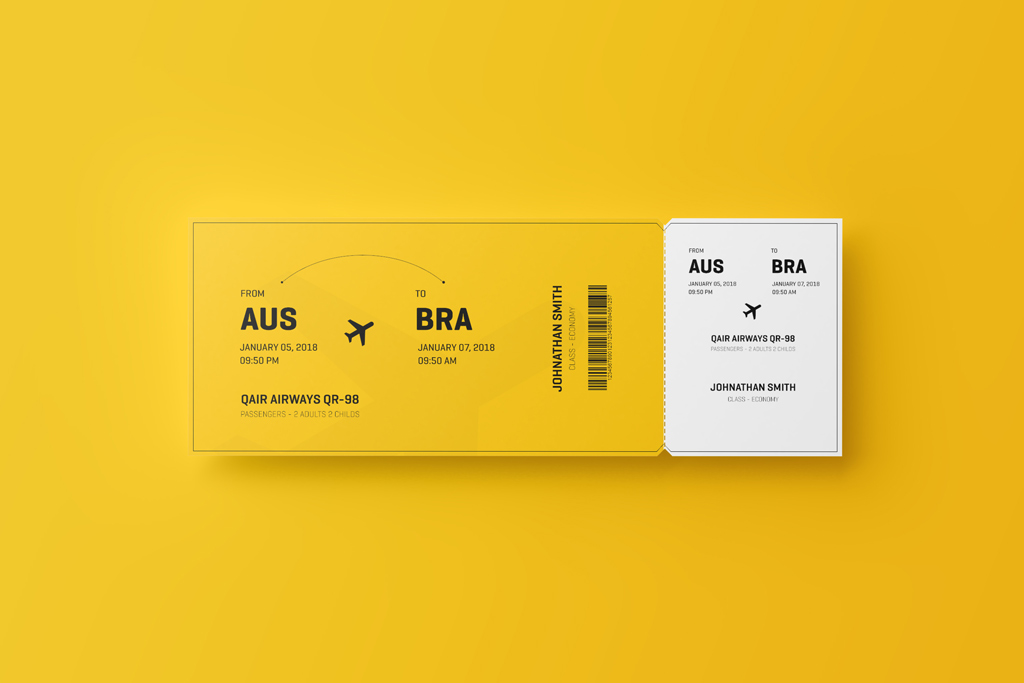 FROM
AUS
JANUARY 05, 2018
09:50 PM
TO
BRA
JANUARY 07, 2018
09:50 AM
QAIR AIRWAYS QR-98
PASSENGERS - 2 ADULTS 2 CHILDS
JOHNATHAN SMITH
CLASS - ECONOMY
FROM
AUS
JANUARY 05, 2018
09:50 PM
TO
BRA
JANUARY 07, 2018
09:50 AM
QAIR AIRWAYS QR-98
PASSENGERS - 2 ADULTS 2 CHILDS
JOHNATHAN SMITH
CLASS - ECONOMY